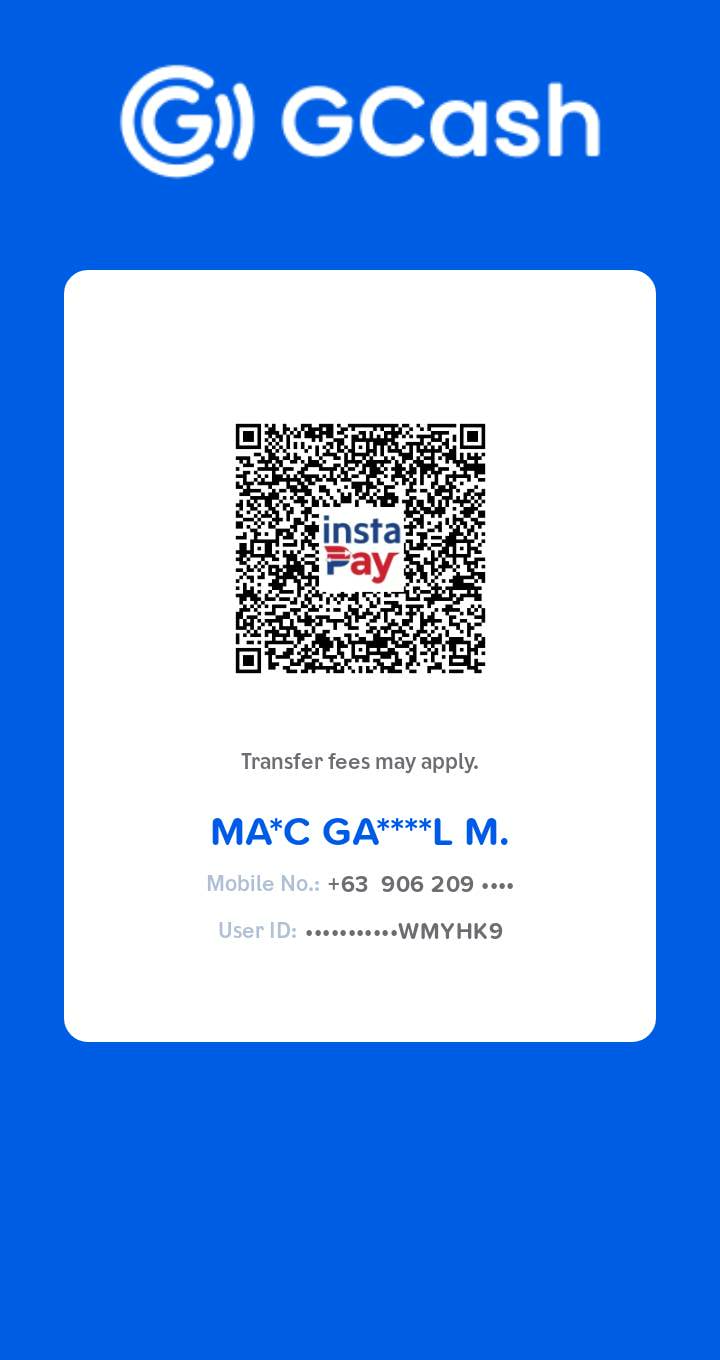 GCash
insta
Pay
Transfer fees may apply.
MA*C GA****L M.
Mobile No.: +63 906 209 ••••
User ID: •••••••••••WMYHK9